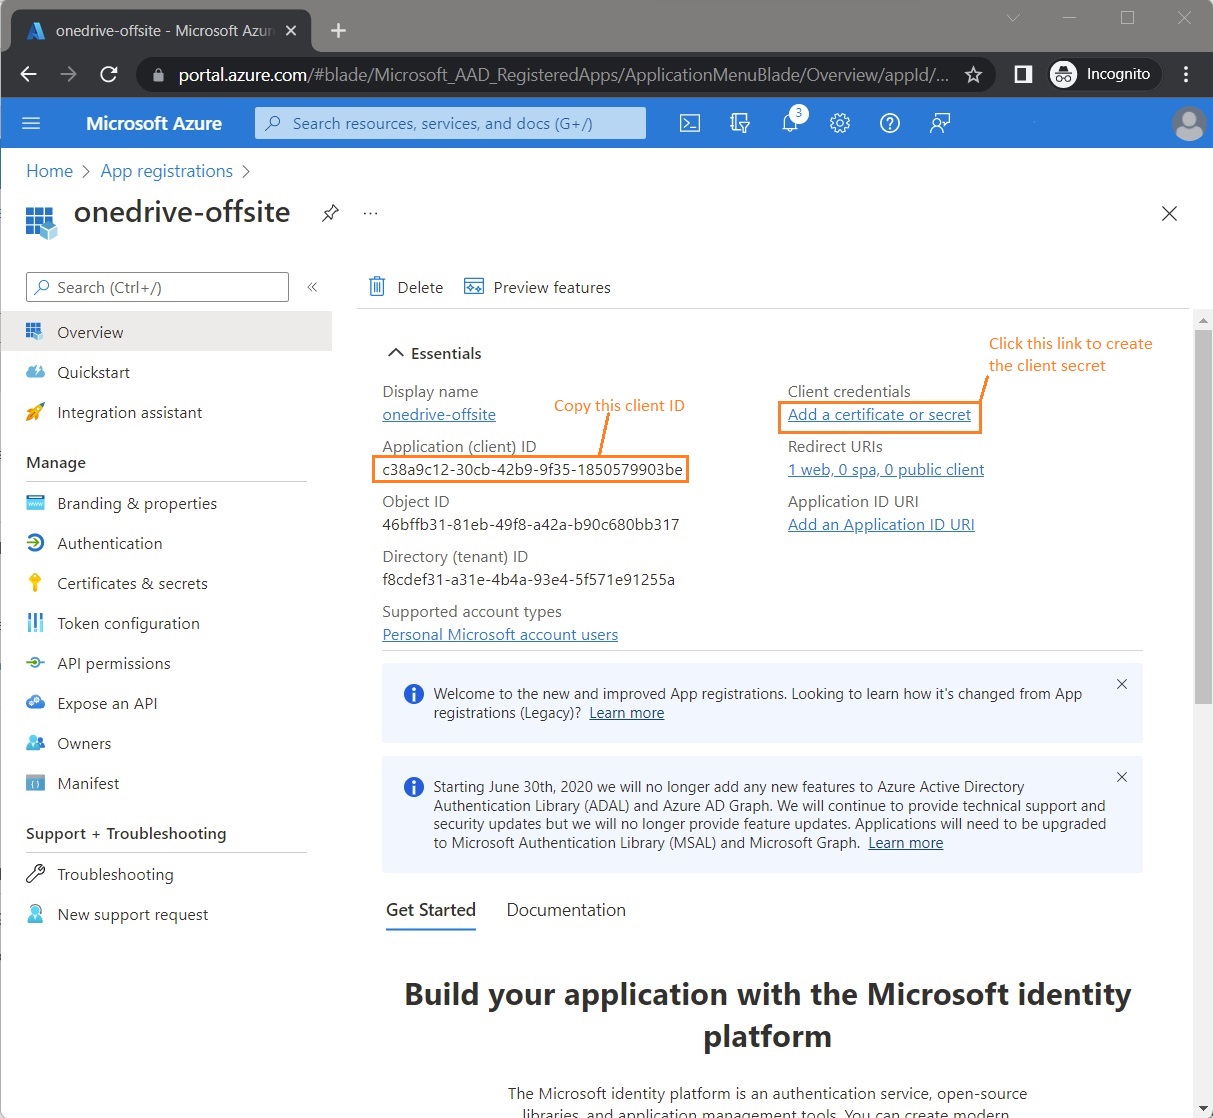 onedrive-offsite - Microsoft Azur
portal.azure.com/#blade/Microsoft_AAD_RegisteredApps/ApplicationMenuBlade/Overview/appId/...
Incognito
Microsoft Azure
Search resources, services, and docs (G+/)
3
Home > App registrations >
onedrive-offsite
...
Search (Ctrl+/)
«
Overview
Quickstart
Integration assistant
Manage
Branding & properties
Authentication
Certificates & secrets
Token configuration
API permissions
Expose an API
Owners
Manifest
Support + Troubleshooting
Troubleshooting
New support request
Delete
Preview features
Essentials
Click this link to create
the client secret
Display name
onedrive-offsite
Copy this client ID
Application (client) ID
c38a9c12-30cb-42b9-9f35-1850579903be
Object ID
46bffb31-81eb-49f8-a42a-b90c680bb317
Directory (tenant) ID
f8cdef31-a31e-4b4a-93e4-5f571e91255a
Supported account types
Personal Microsoft account users
Client credentials
Add a certificate or secret
Redirect URIs
1 web, 0 spa, 0 public client
Application ID URI
Add an Application ID URI
Welcome to the new and improved App registrations. Looking to learn how it's changed from App
registrations (Legacy)? Learn more
Starting June 30th, 2020 we will no longer add any new features to Azure Active Directory
Authentication Library (ADAL) and Azure AD Graph. We will continue to provide technical support and
security updates but we will no longer provide feature updates. Applications will need to be upgraded
to Microsoft Authentication Library (MSAL) and Microsoft Graph. Learn more
Get Started
Documentation
Build your application with the Microsoft identity
platform
The Microsoft identity platform is an authentication service, open-source
libraries, and application management tools. You can create modern,